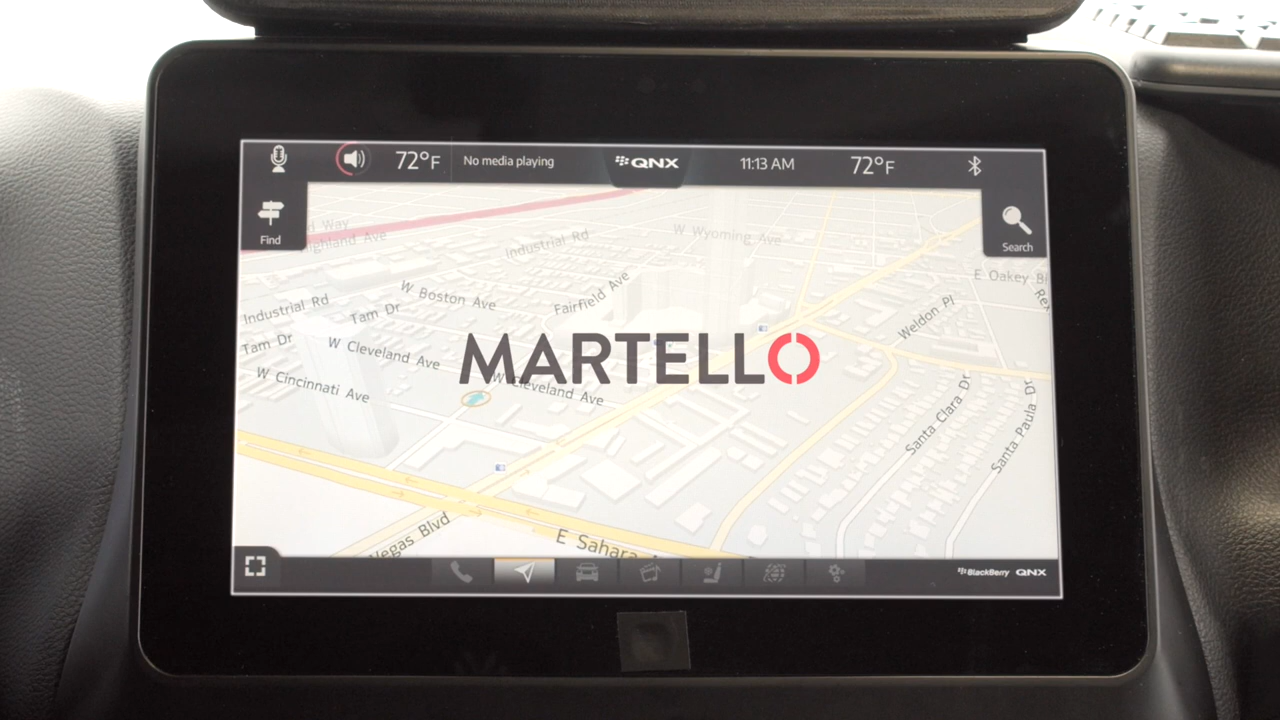 72°F
No media playing
QNX
11:13 AM
72°F
Find
Search
Way
Highland Ave
Industrial Rd
W Wyoming Ave
E Oakey Bl
W Boston Ave
Fairfield Ave
Industrial Rd
Tam Dr
Weldon Pl
Tam Dr
W Cleveland Ave
MARTELLO
W Cincinnati Ave
W Cleveland Ave
Santa Clara Dr
Santa Paula Dr
Vegas Blvd
E Sahara
BlackBerry QNX